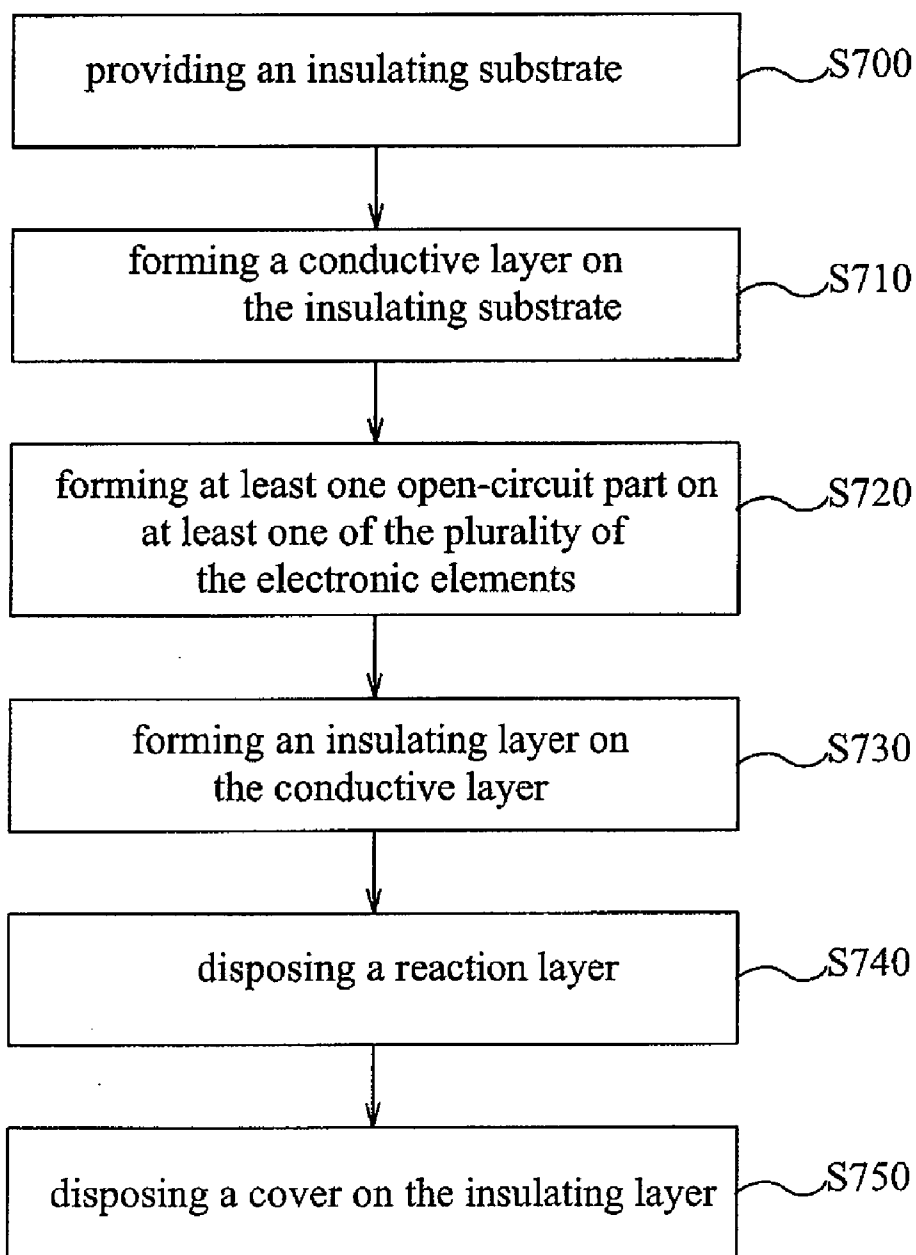 providing an insulating substrate
S700
forming a conductive layer on
the insulating substrate
S710
forming at least one open-circuit part on
at least one of the plurality of
the electronic elements
S720
forming an insulating layer on
the conductive layer
S730
disposing a reaction layer
S740
disposing a cover on the insulating layer
S750